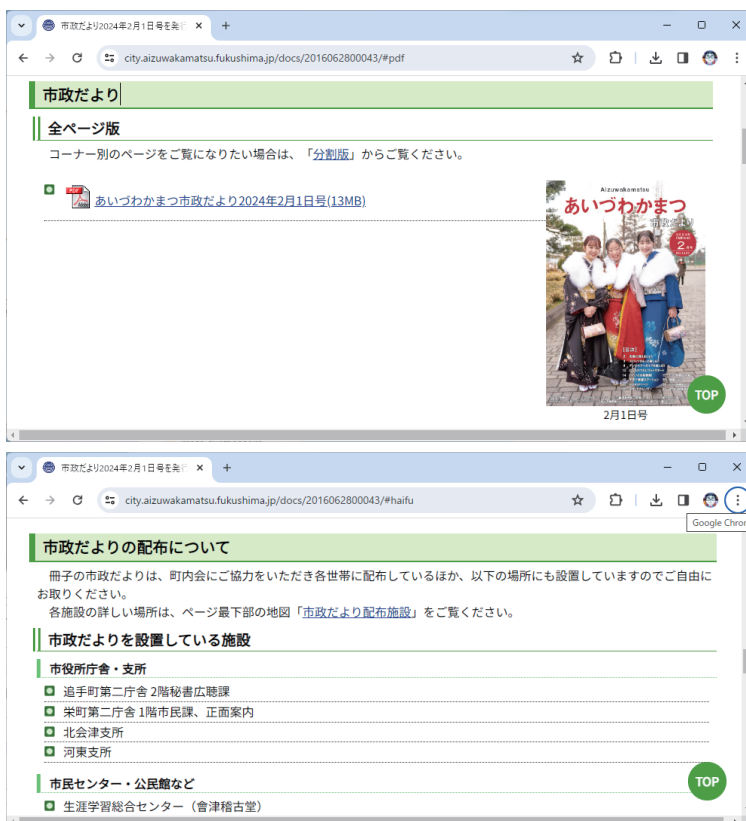 市政だより2024年2月1日号を発行
city.aizuwakamatsu.fukushima.jp/docs/2016062800043/#pdf
市政だより
全ページ版
コーナー別のページをご覧になりたい場合は、「分割版」からご覧ください。
PDF
あいづわかまつ市政だより2024年2月1日号(13MB)
Aizuwakamatsu
あいづわかまつ
市政だより
2
TOP
2月1日号
市政だより2024年2月1日号を発行
city.aizuwakamatsu.fukushima.jp/docs/2016062800043/#haifu
Google Chrom
市政だよりの配布について
冊子の市政だよりは、町内会にご協力をいただき各世帯に配布しているほか、以下の場所にも設置していますのでご自由に
お取りください。
各施設の詳しい場所は、ページ最下部の地図「市政だより配布施設」をご覧ください。
市政だよりを設置している施設
市役所庁舎・支所
追手町第二庁舎 2階秘書広聴課
栄町第二庁舎 1階市民課、正面案内
北会津支所
河東支所
市民センター・公民館など
生涯学習総合センター（會津稽古堂）
TOP